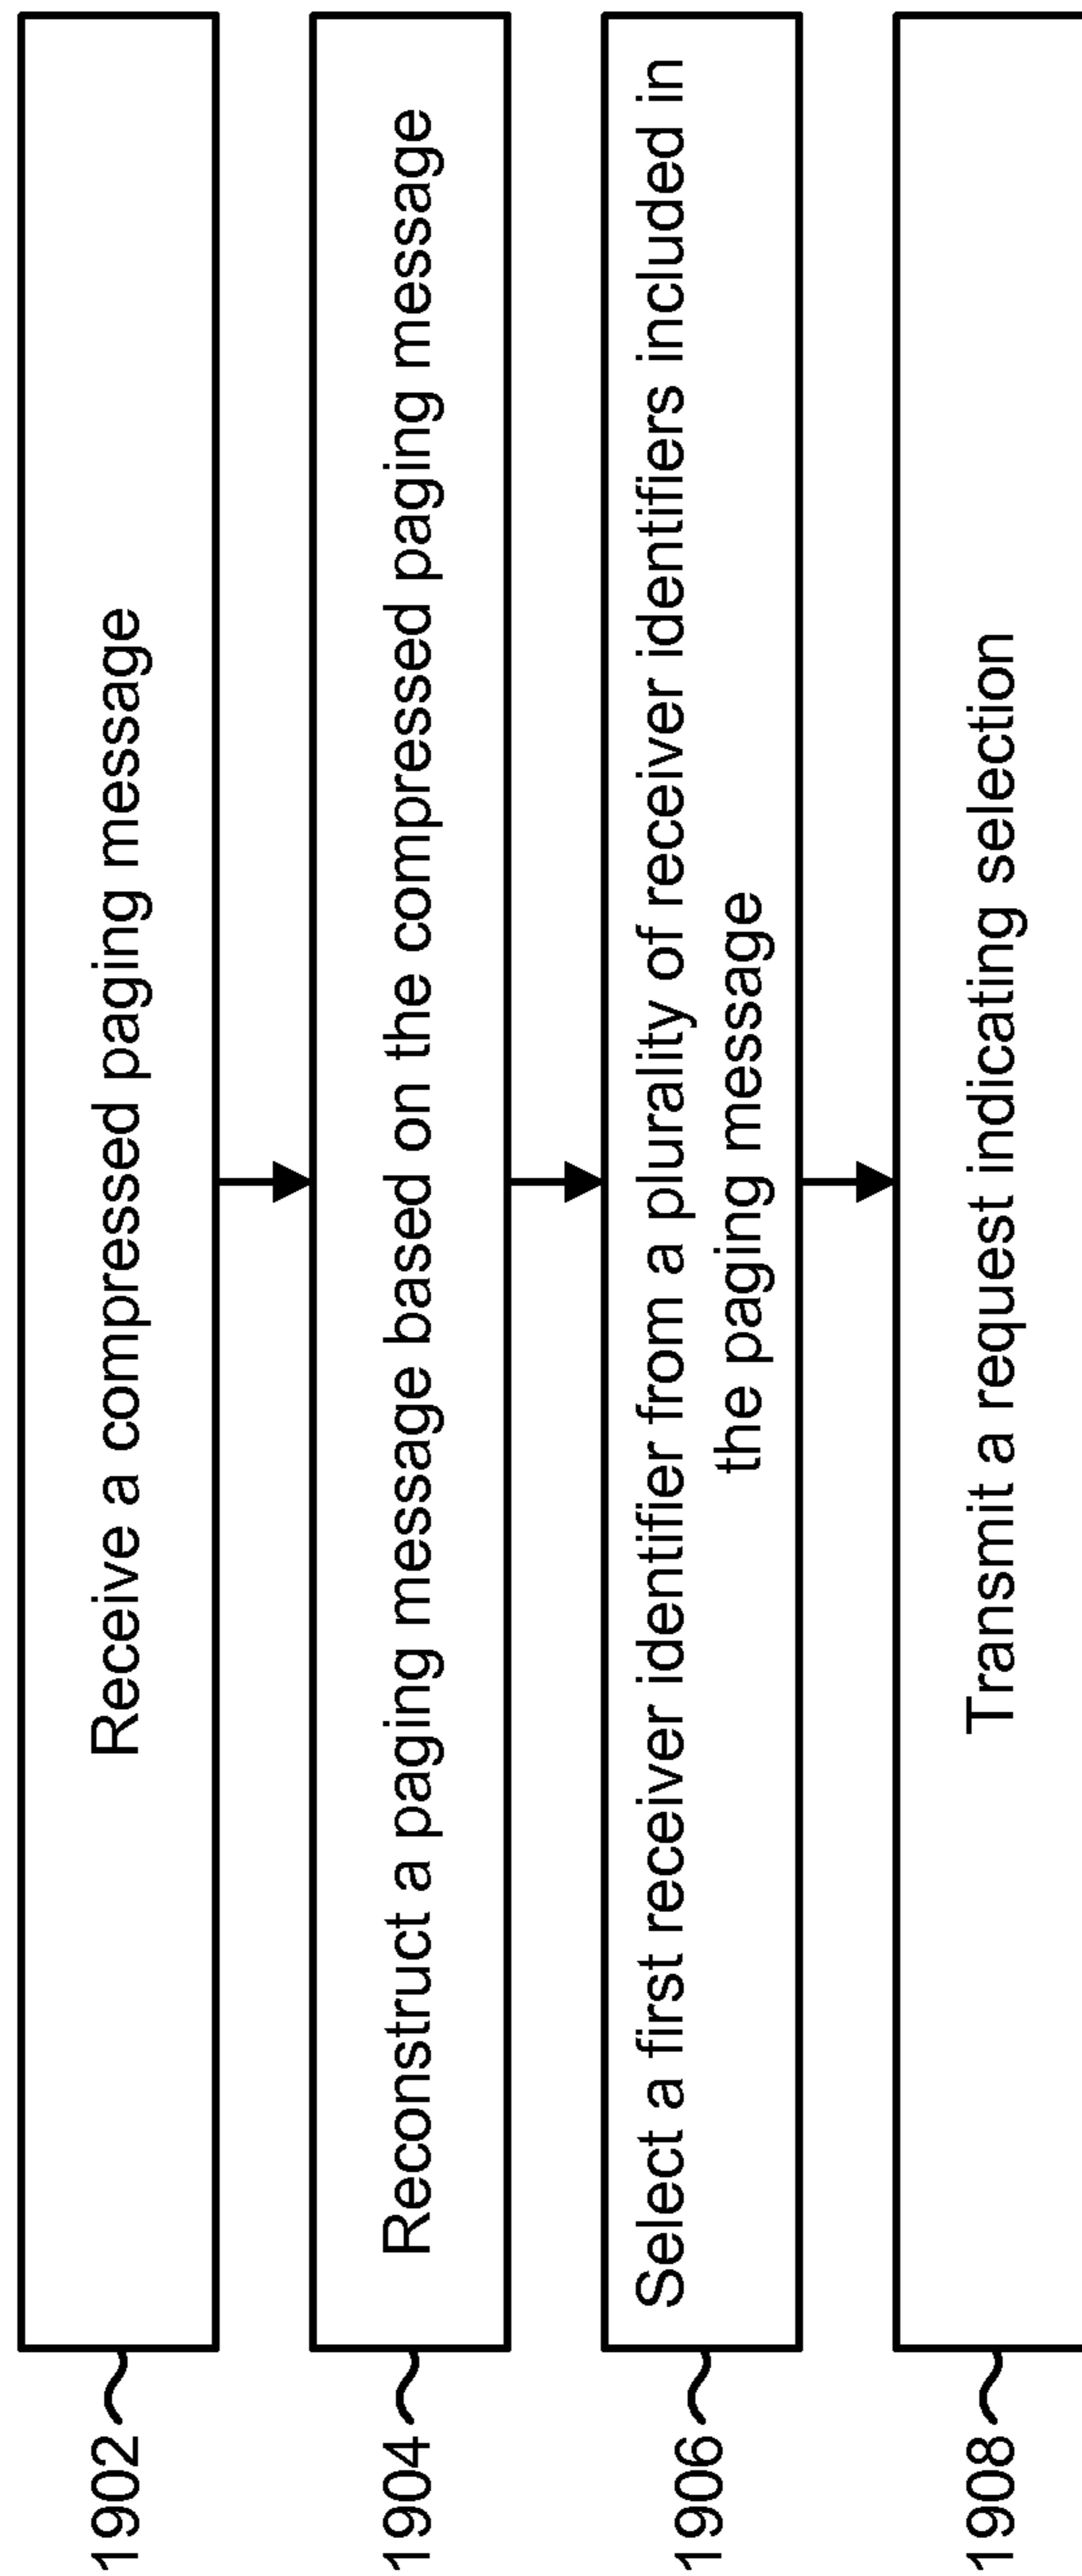 1902
Receive a compressed paging message
1904
Reconstruct a paging message based on the compressed paging message
1906
Select a first receiver identifier from a plurality of receiver identifiers included in
the paging message
1908
Transmit a request indicating selection